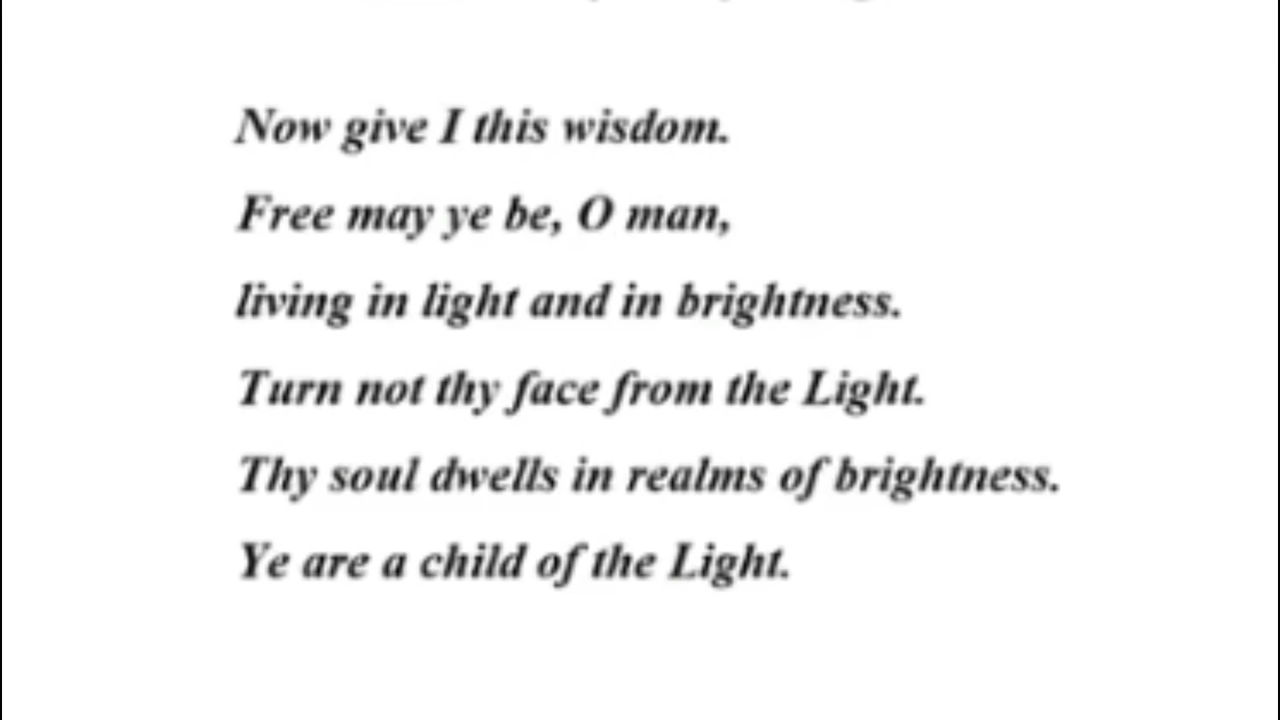 Now give I this wisdom.
Free may ye be, O man,
living in light and in brightness.
Turn not thy face from the Light.
Thy soul dwells in realms of brightness.
Ye are a child of the Light.